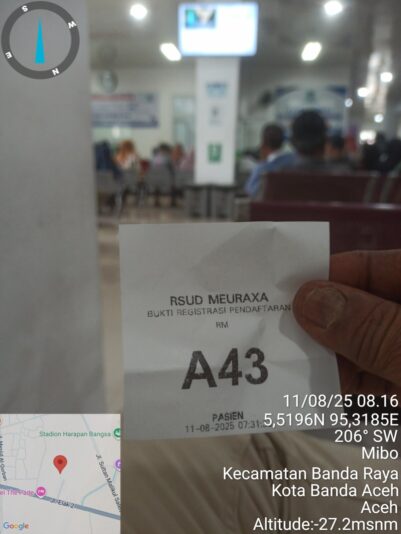 S
W
E
N
RSUD MEURAXA
BUKTI REGISTRASI PENDAFTARAN
RM
A43
PASIEN
11-08-2025 07:31:
11/08/25 08.16
5,5196N 95,3185E
206° SW
Mibo
Kecamatan Banda Raya
Kota Banda Aceh
Aceh
Altitude:-27.2msnm
Stadion Harapan Bangsa
Google